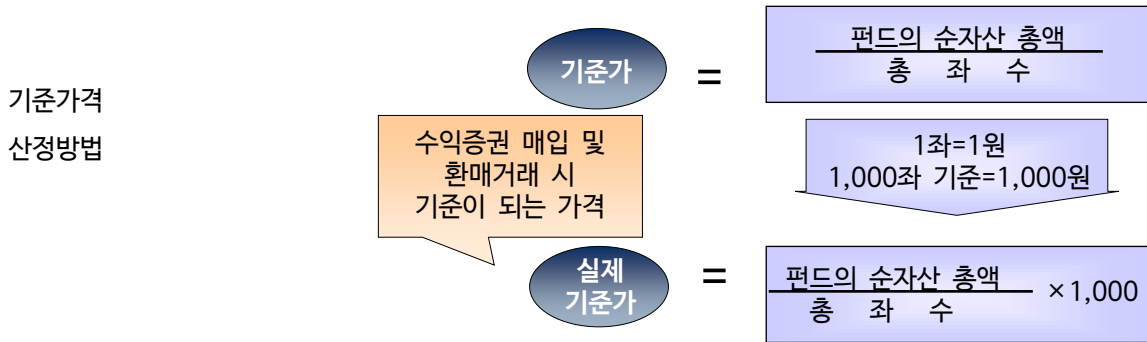 기준가격
산정방법
기준가
=
펀드의 순자산 총액
총 좌 수
수익증권 매입 및
환매거래 시
기준이 되는 가격
1좌=1원
1,000좌 기준=1,000원
실제
기준가
=
펀드의 순자산 총액
총 좌 수
×1,000